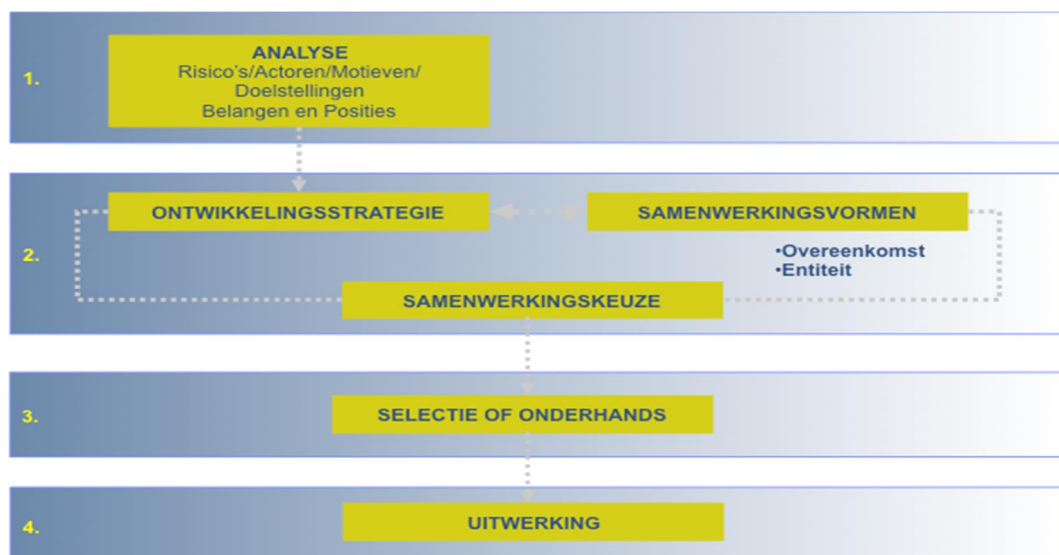 1.
ANALYSE
Risico's/Actoren/Motieven/
Doelstellingen
Belangen en Posities
2.
ONTWIKKELINGSSTRATEGIE
SAMENWERKINGSVORMEN
•Overeenkomst
•Entiteit
SAMENWERKINGSKEUZE
3.
SELECTIE OF ONDERHANDS
4.
UITWERKING